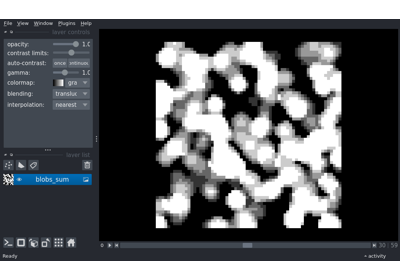 File View Window Plugins Help
layer controls
opacity: 1.0
contrast limits:
auto-contrast: once continuous
gamma: 1.0
colormap: gra
blending: transluc
interpolation: nearest
layer list
blobs_sum
0 30 59
Ready activity